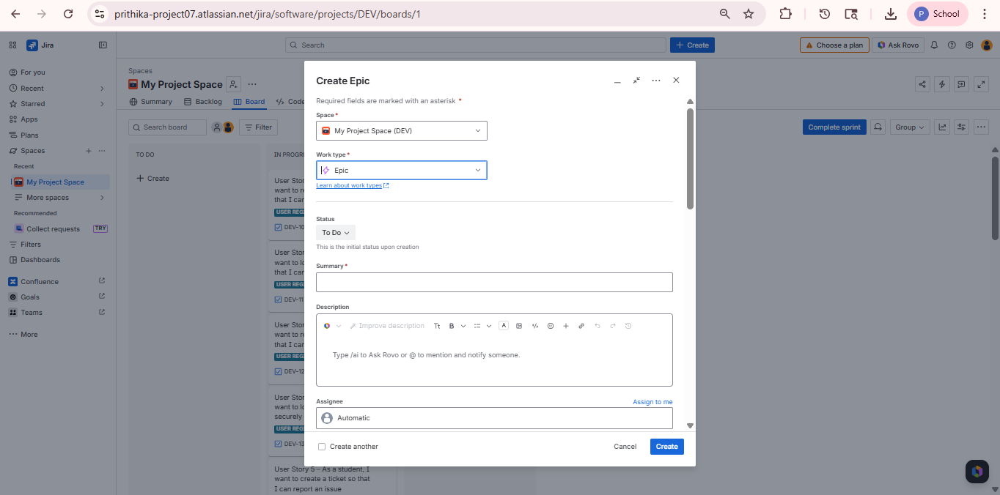 prithika-project07.atlassian.net/jira/software/projects/DEV/boards/1
School
P
Jira
Search
+ Create
Choose a plan
Ask Rovo
For you
Recent
Starred
Apps
Plans
Spaces
Recent
My Project Space
More spaces
Recommended
Collect requests
TRY
Filters
Dashboards
Confluence
Goals
Teams
More
Spaces
My Project Space
Summary
Backlog
Board
Code
Search board
Filter
Complete sprint
Group
TO DO
+ Create
IN PROGR
User Stor
want to re
that I can
USER REG
DEV-10
User Stor
want to lo
that I can
USER REG
DEV-11
User Stor
want to re
that I can
USER REG
DEV-12
User Stor
want to lo
securely
USER REG
DEV-13
User Story 5 – As a student, I
want to create a ticket so that
I can report an issue
Create Epic
Required fields are marked with an asterisk *
Space *
My Project Space (DEV)
Work type *
Epic
Learn about work types
Status
To Do
This is the initial status upon creation
Summary *
Description
Improve description
Tt
B
A
Type /ai to Ask Rovo or @ to mention and notify someone.
Assignee
Assign to me
Automatic
Create another
Cancel
Create